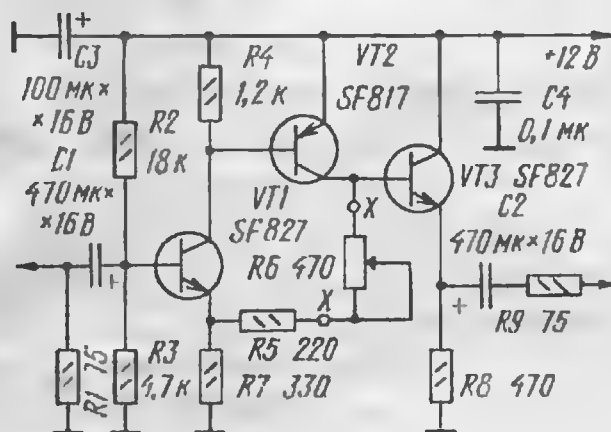 +
C3
100 мк×
×16 В
C1
470 мк×
×16 В
R2
18 к
R4
1,2 к
VT2
SF817
+12 В
C4
0,1 мк
VT1
SF827
VT3 SF827
C2
470 мк×16 В
X
R6 470
X
+
+
R9 75
R1 75
R3
4,7 к
R5 220
R7 330
R8 470